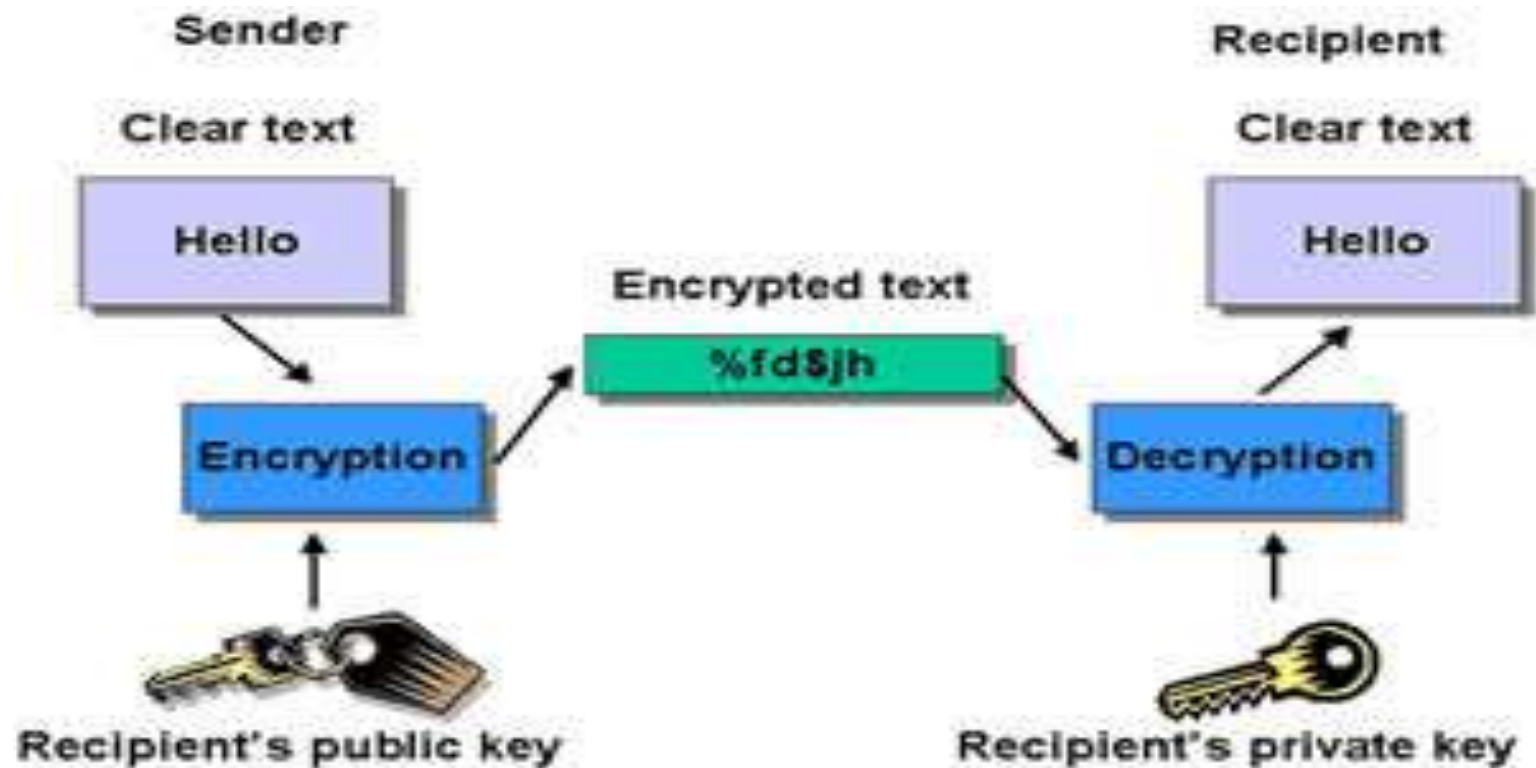 Sender
Recipient
Clear text
Clear text
Hello
Hello
Encrypted text
%fd$jh
Encryption
Decryption
Recipient's public key
Recipient's private key